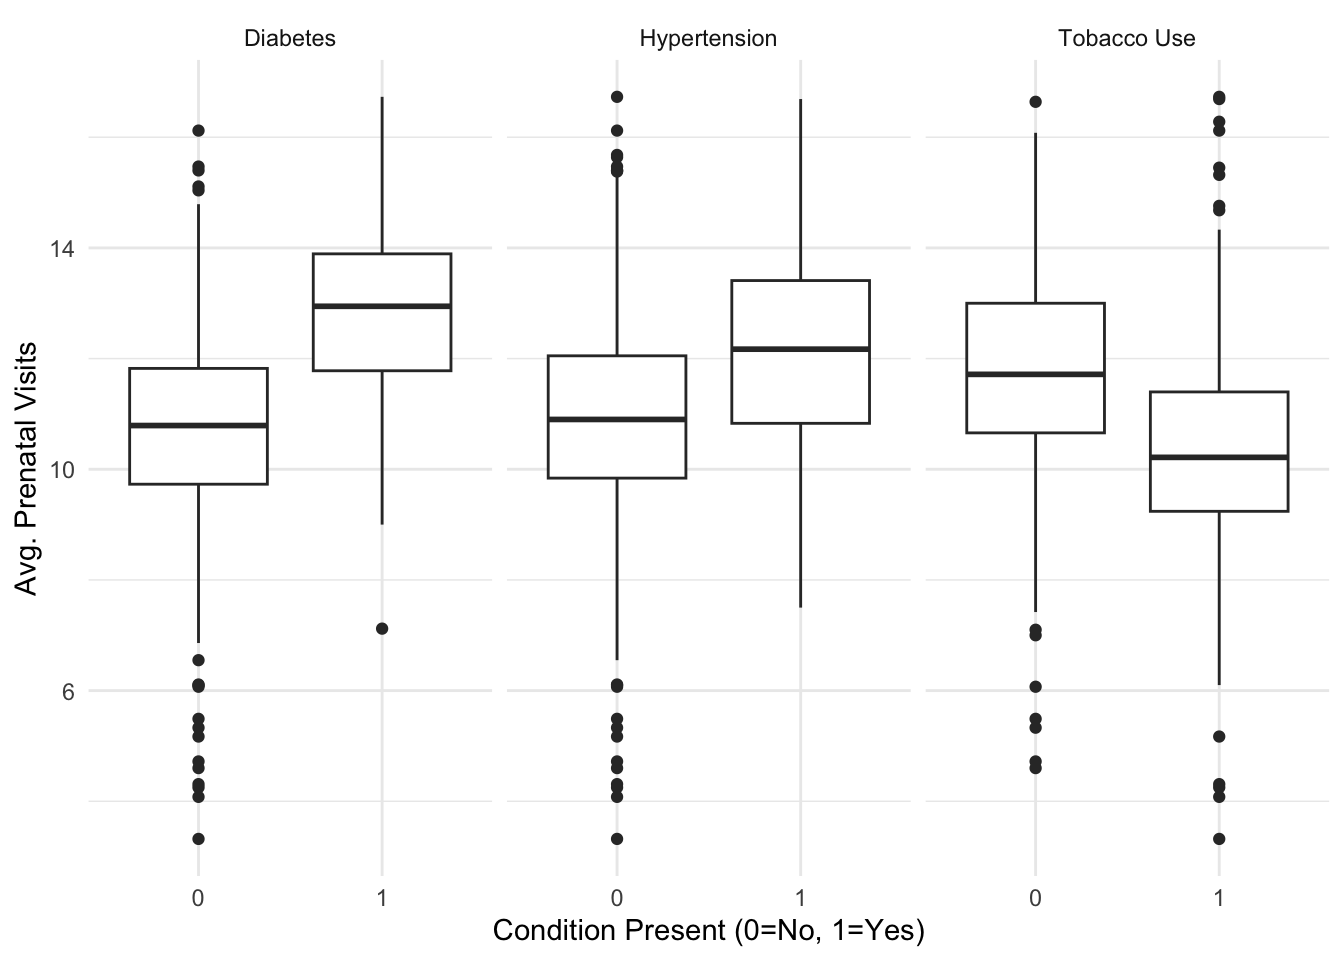 Diabetes
Hypertension
Tobacco Use
Avg. Prenatal Visits
14
10
6
0
1
0
1
0
1
Condition Present (0=No, 1=Yes)